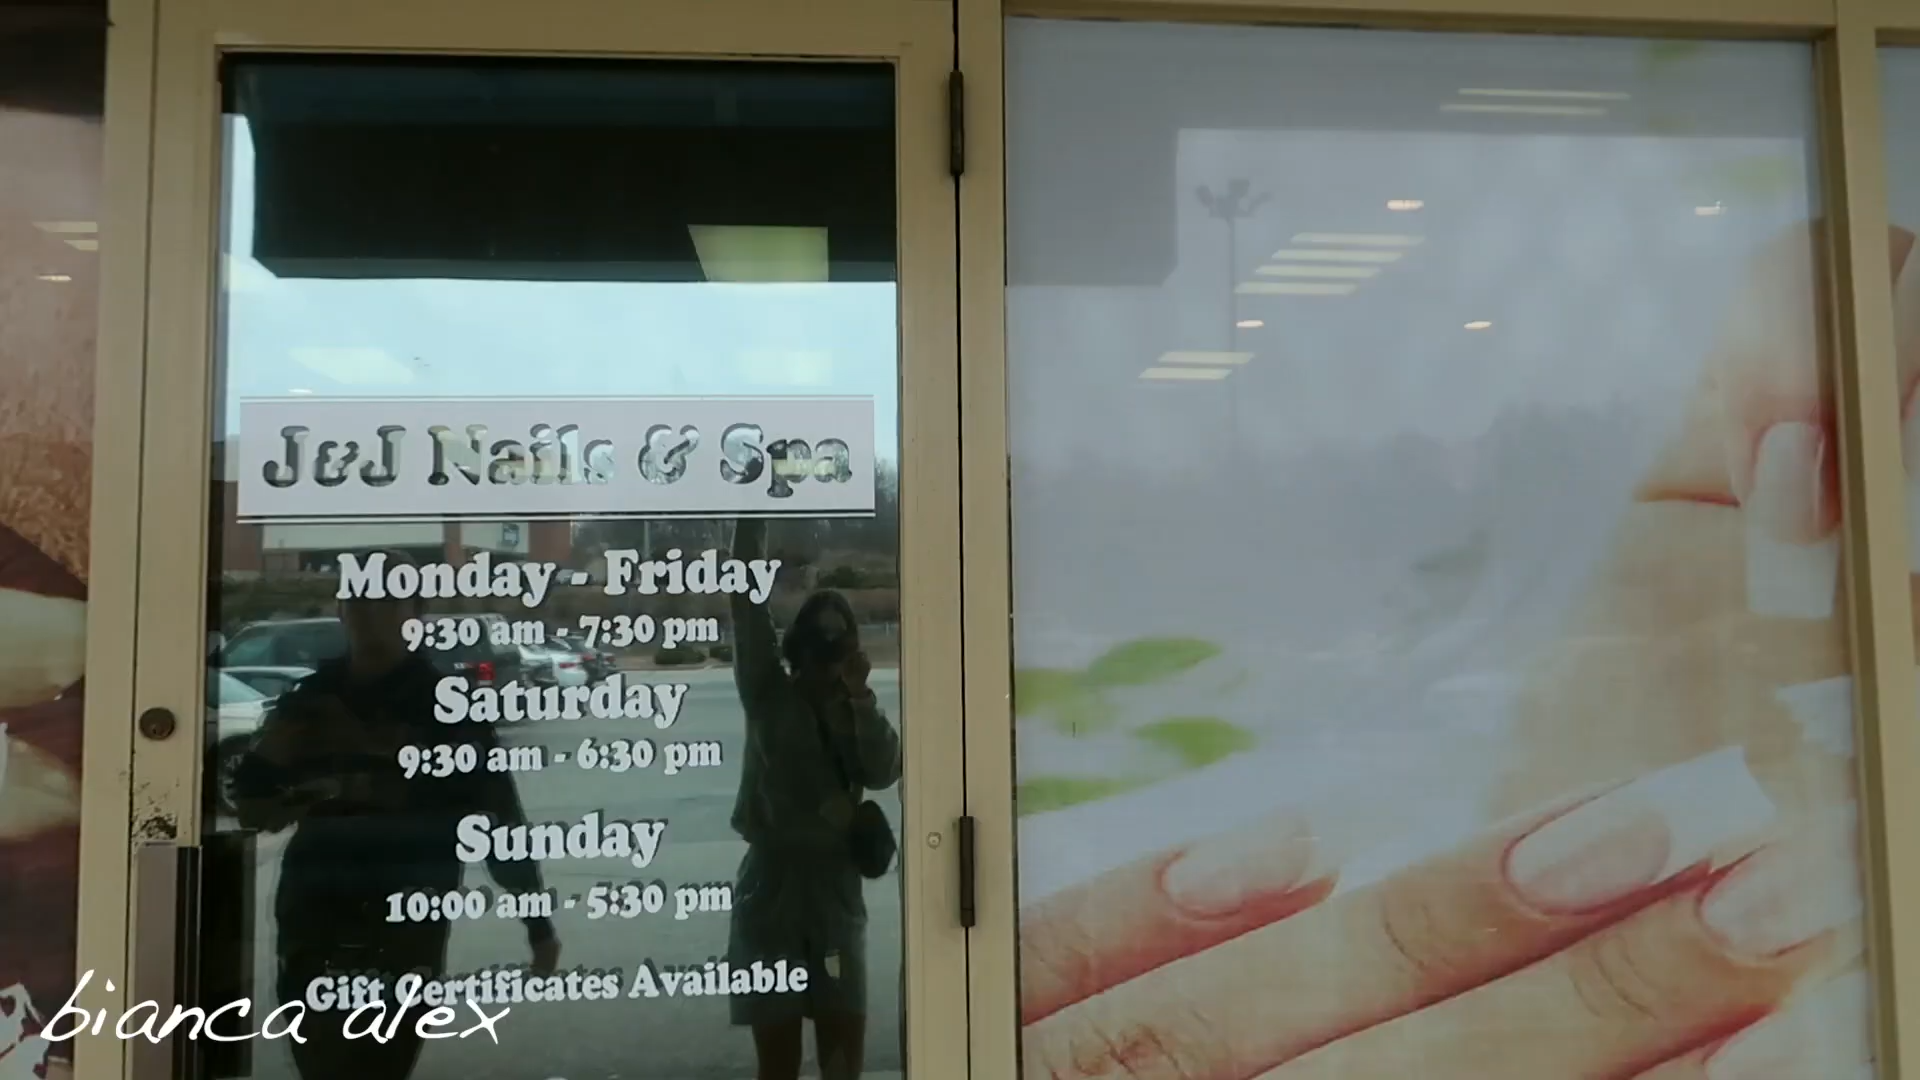 J&J Nails & Spa
Monday - Friday
9:30 am - 7:30 pm
Saturday
9:30 am - 6:30 pm
Sunday
10:00 am - 5:30 pm
Gift Certificates Available
bianca alex